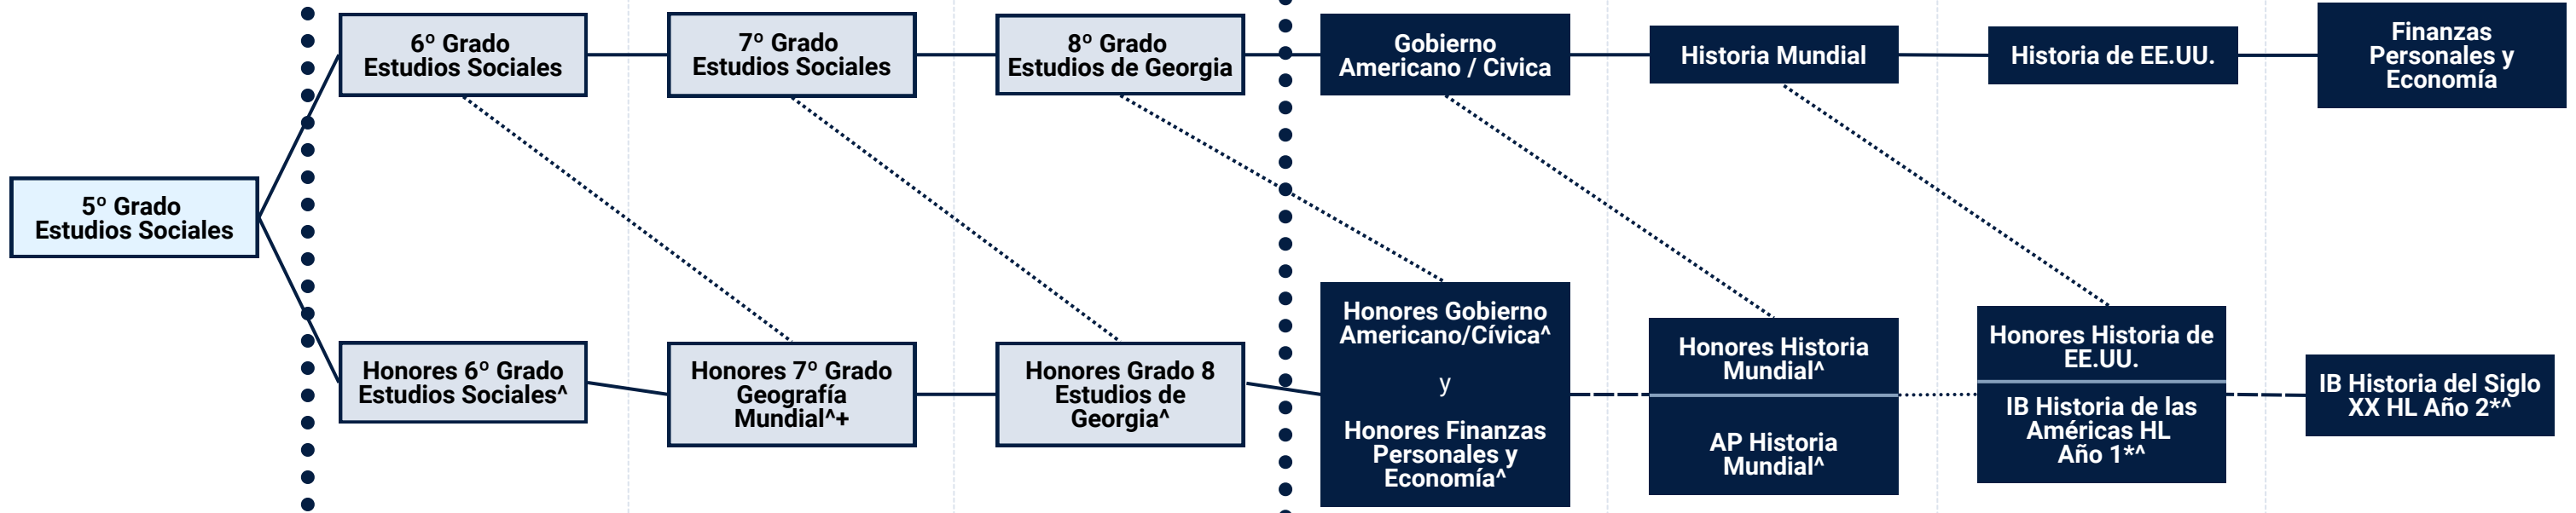 5º Grado
Estudios Sociales
6º Grado
Estudios Sociales
7º Grado
Estudios Sociales
8º Grado
Estudios de Georgia
Gobierno
Americano / Civica
Historia Mundial
Historia de EE.UU.
Finanzas
Personales y
Economía
Honores 6º Grado
Estudios Sociales^
Honores 7º Grado
Geografía
Mundial^+
Honores Grado 8
Estudios de
Georgia^
Honores Gobierno
Americano/Cívica^
y
Honores Finanzas
Personales y
Economía^
Honores Historia
Mundial^
AP Historia
Mundial^
Honores Historia de
EE.UU.
IB Historia de las
Américas HL
Año 1*^
IB Historia del Siglo
XX HL Año 2*^